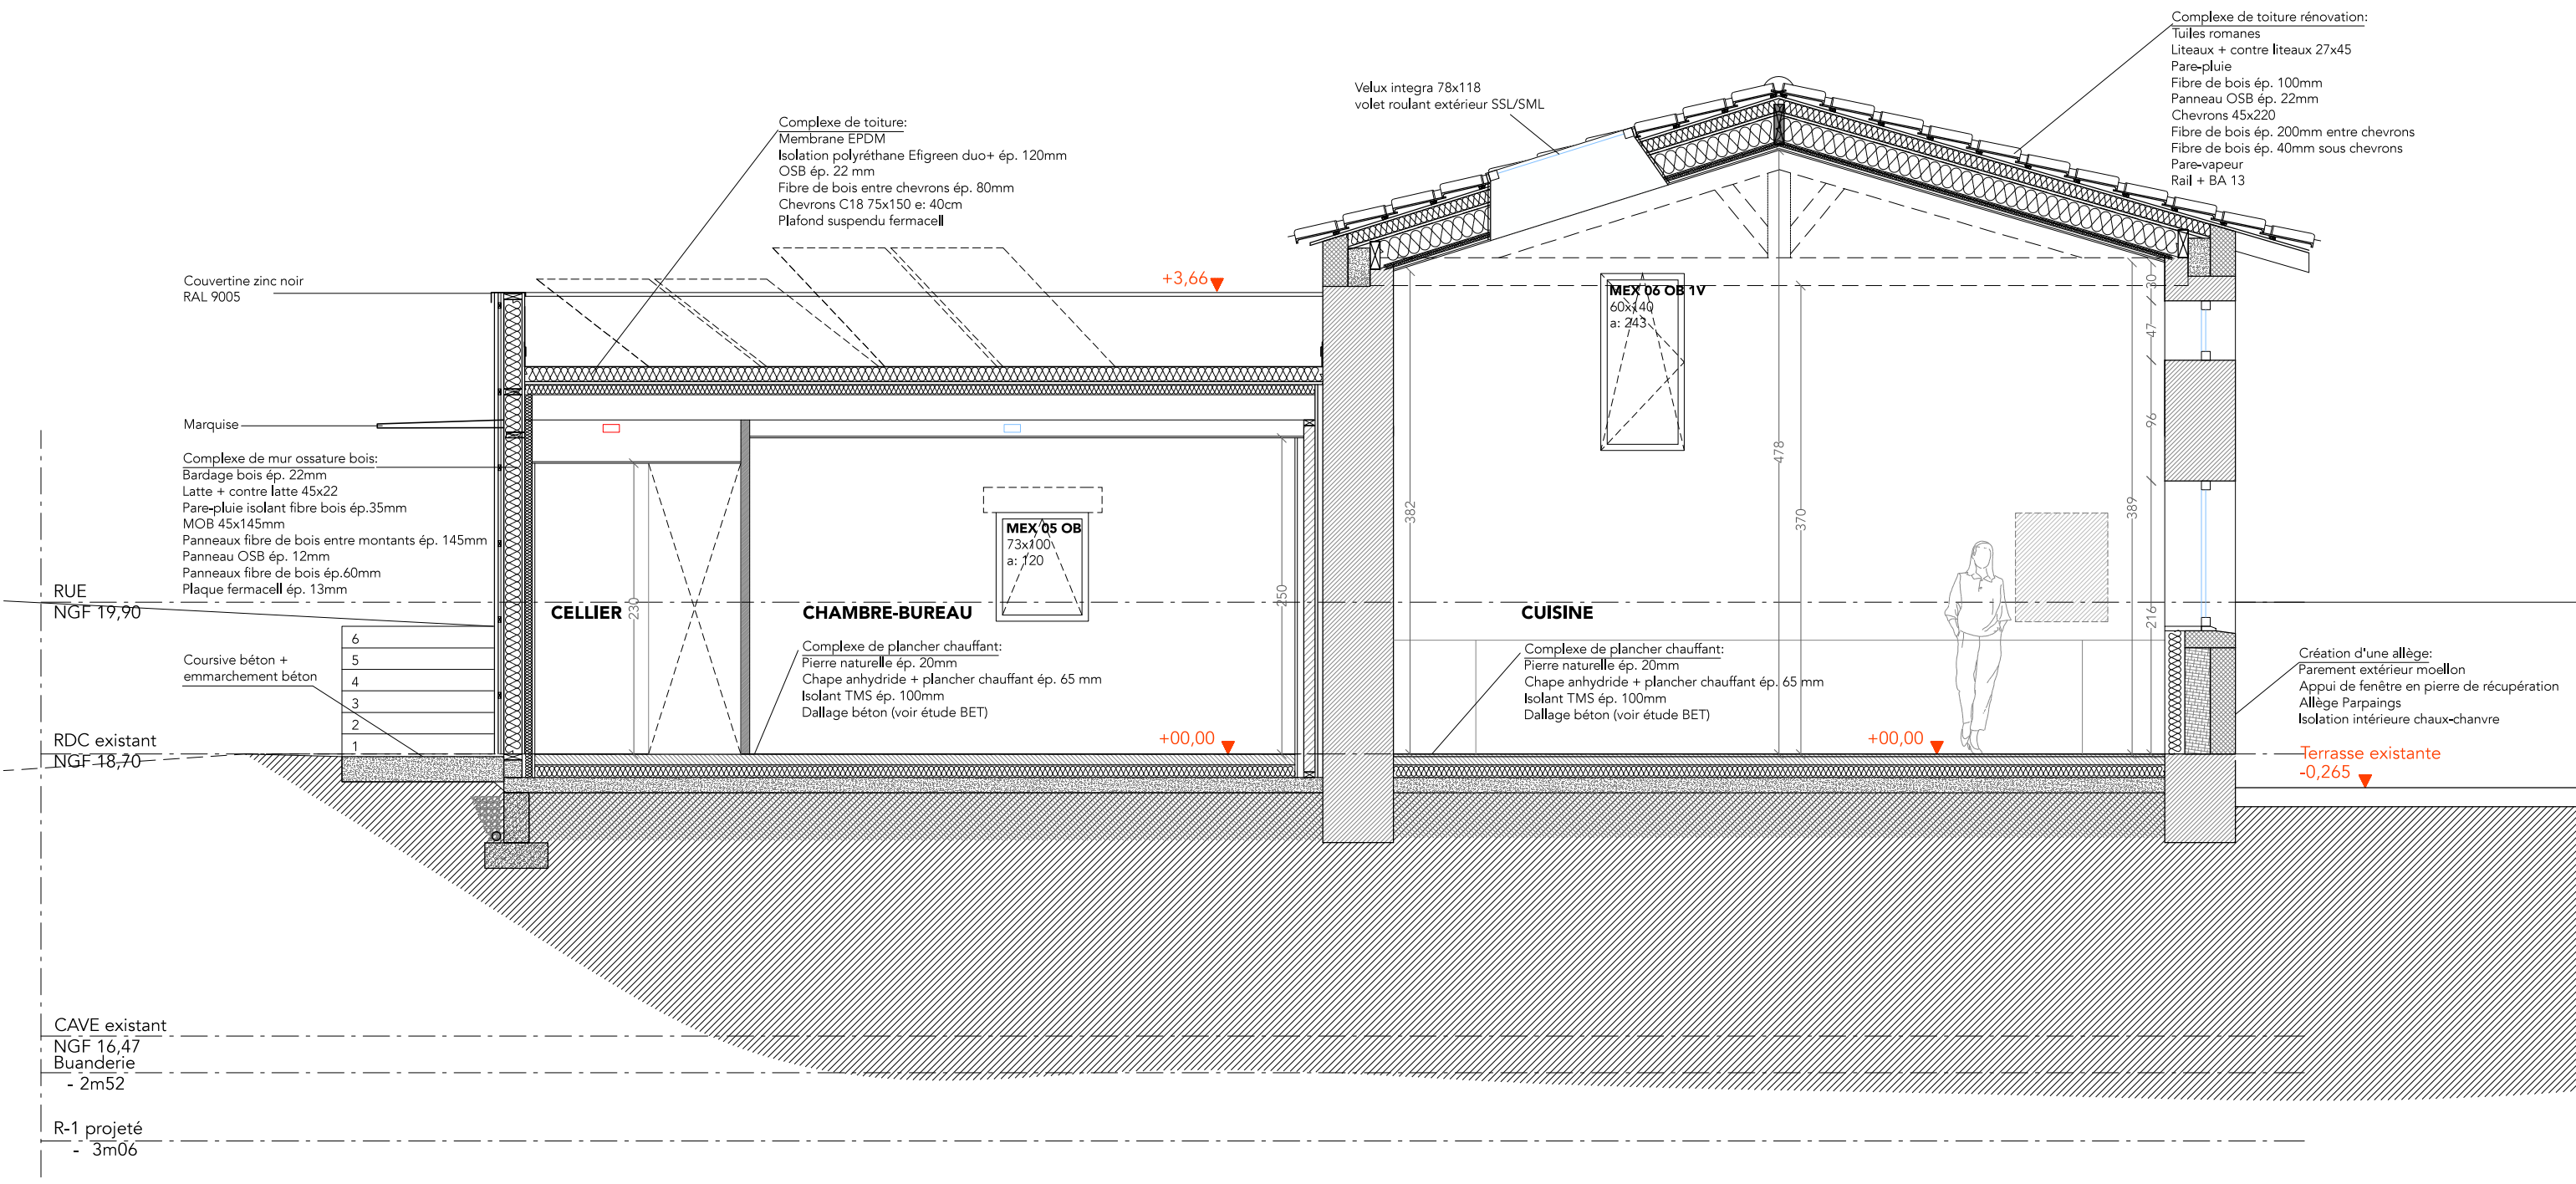 Complexe de toiture rénovation:
Tuiles romanes
Liteaux + contre liteaux 27x45
Pare-pluie
Fibre de bois ép. 100mm
Panneau OSB ép. 22mm
Chevrons 45x220
Fibre de bois ép. 200mm entre chevrons
Fibre de bois ép. 40mm sous chevrons
Pare-vapeur
Rail + BA 13
Velux integra 78x118
volet roulant extérieur SSL/SML
Complexe de toiture:
Membrane EPDM
Isolation polyréthane Efigreen duo+ ép. 120mm
OSB ép. 22 mm
Fibre de bois entre chevrons ép. 80mm
Chevrons C18 75x150 e: 40cm
Plafond suspendu fermacell
Couvertine zinc noir
RAL 9005
+3,66
MEX 06 OB 1V
60x140
a: 243
30
47
96
216
389
370
478
382
Marquise
Complexe de mur ossature bois:
Bardage bois ép. 22mm
Latte + contre latte 45x22
Pare-pluie isolant fibre bois ép.35mm
MOB 45x145mm
Panneaux fibre de bois entre montants ép. 145mm
Panneau OSB ép. 12mm
Panneaux fibre de bois ép.60mm
Plaque fermacell ép. 13mm
MEX 05 OB
73x100
a: 120
250
230
RUE
NGF 19,90
CELLIER
CHAMBRE-BUREAU
CUISINE
6
5
4
3
2
1
Coursive béton +
emmarchement béton
Complexe de plancher chauffant:
Pierre naturelle ép. 20mm
Chape anhydride + plancher chauffant ép. 65 mm
Isolant TMS ép. 100mm
Dallage béton (voir étude BET)
Complexe de plancher chauffant:
Pierre naturelle ép. 20mm
Chape anhydride + plancher chauffant ép. 65 mm
Isolant TMS ép. 100mm
Dallage béton (voir étude BET)
Création d'une allège:
Parement extérieur moellon
Appui de fenêtre en pierre de récupération
Allège Parpaings
Isolation intérieure chaux-chanvre
RDC existant
NGF 18,70
+00,00
+00,00
Terrasse existante
-0,265
CAVE existant
NGF 16,47
Buanderie
- 2m52
R-1 projeté
- 3m06